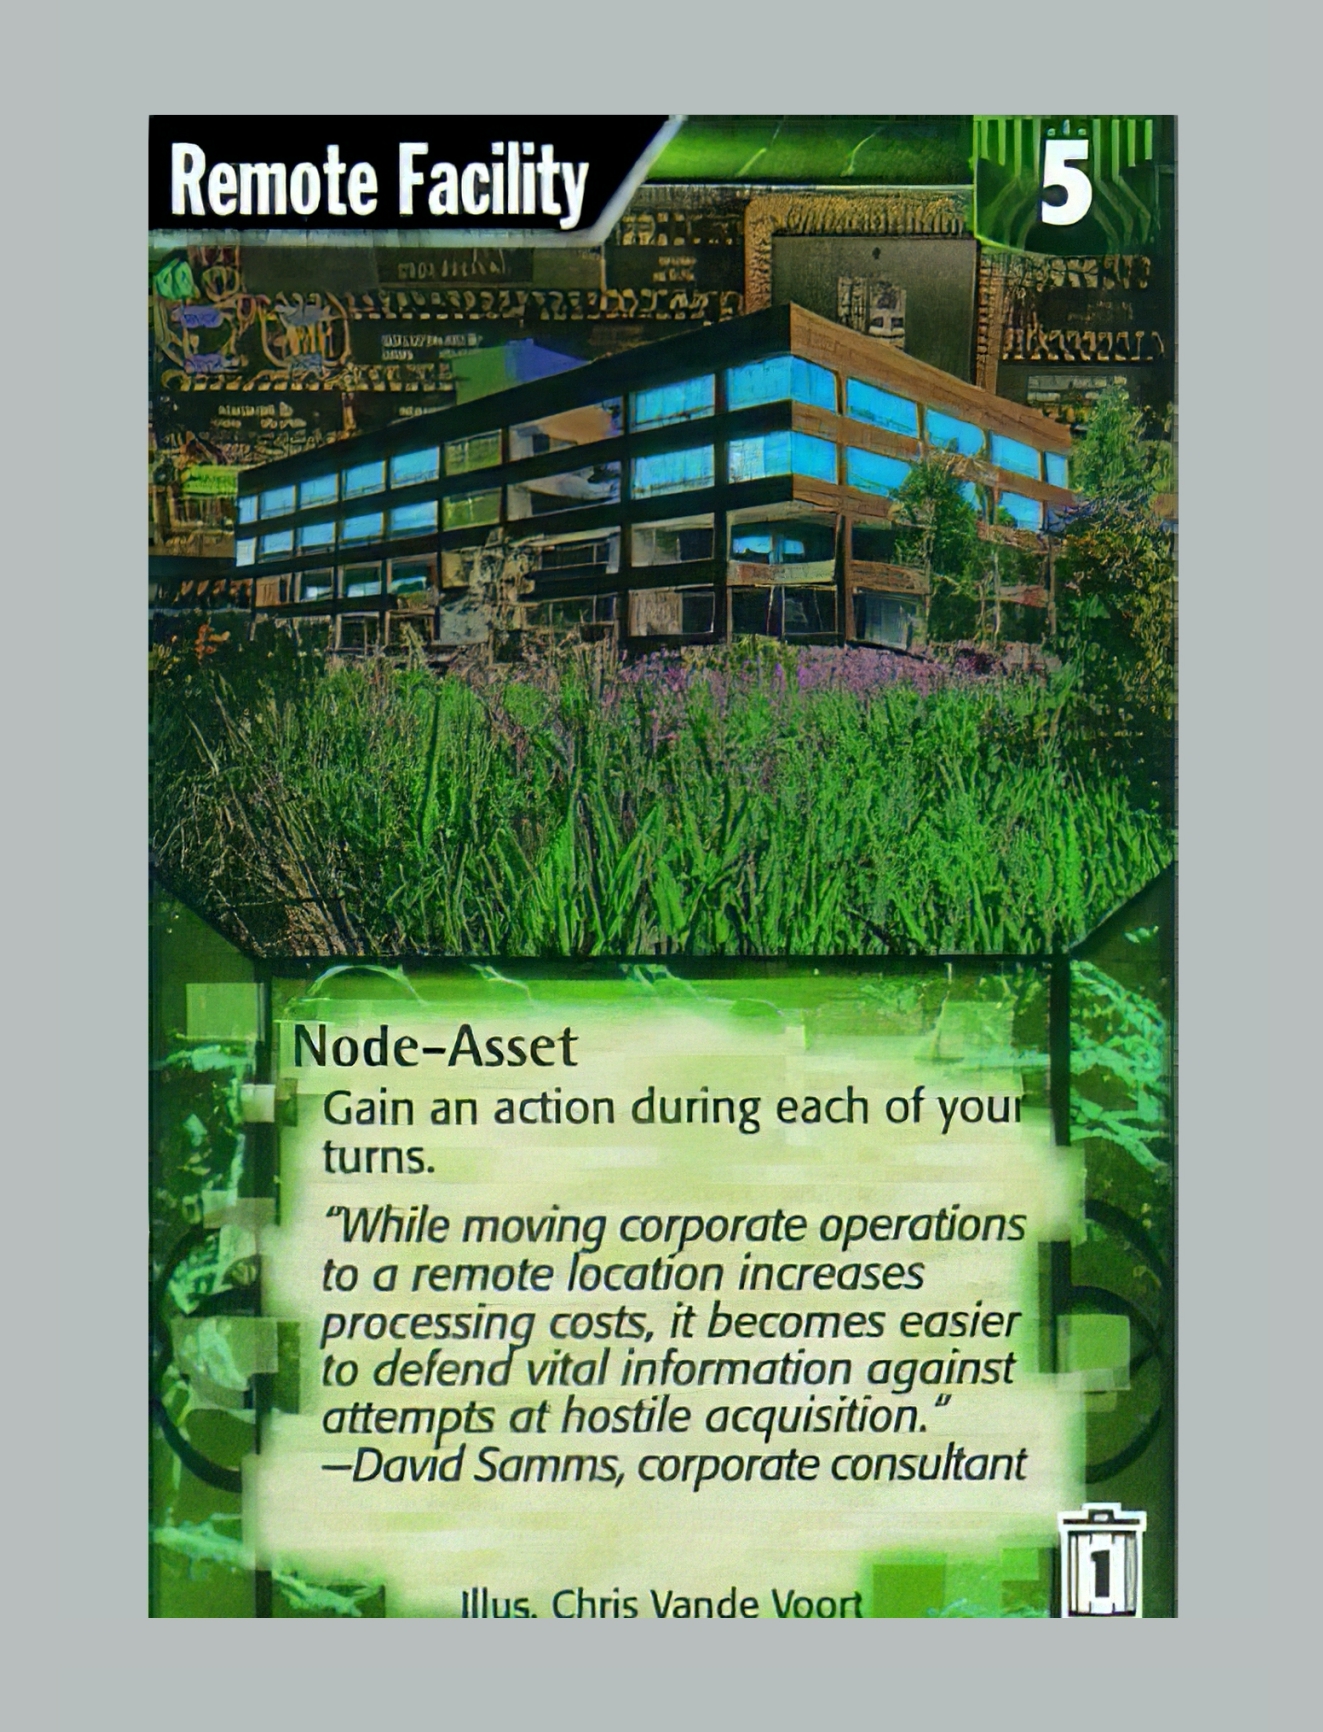 Remote Facility
5
Node–Asset
Gain an action during each of your
turns.
“While moving corporate operations
to a remote location increases
processing costs, it becomes easier
to defend vital information against
attempts at hostile acquisition.”
—David Samms, corporate consultant
1
Illus. Chris Vande Voort